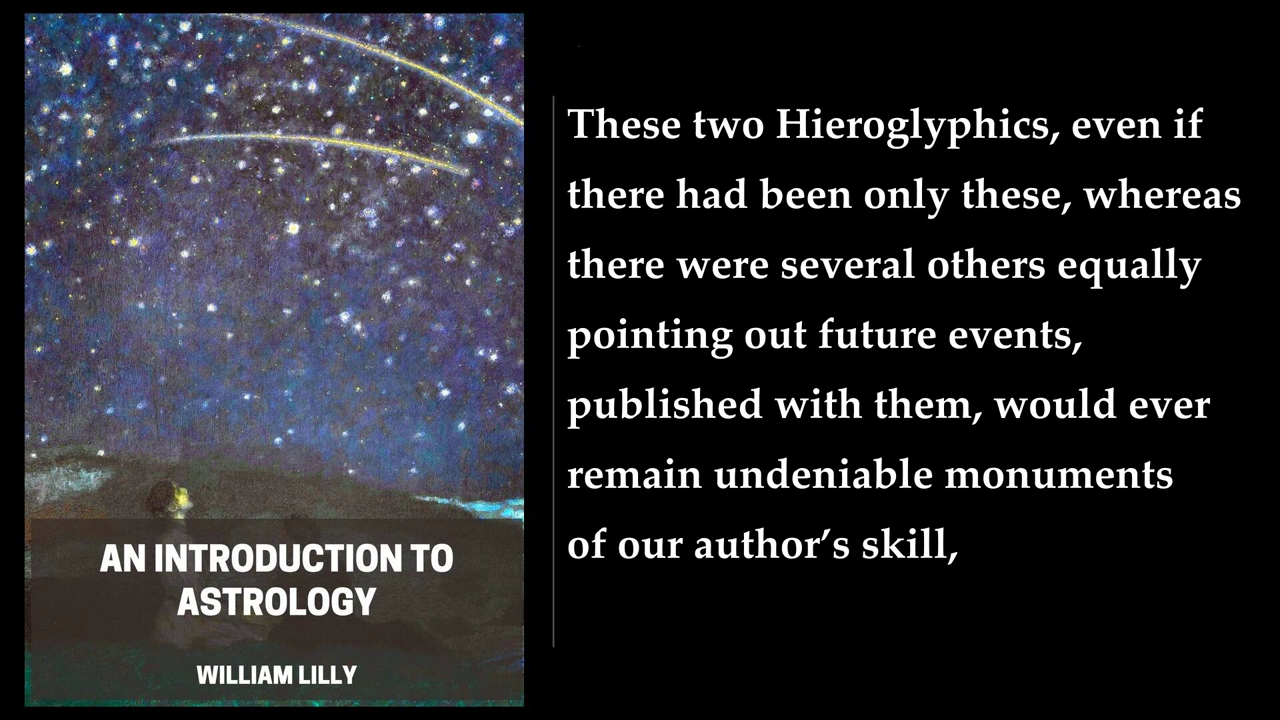 AN INTRODUCTION TO
ASTROLOGY
WILLIAM LILLY
These two Hieroglyphics, even if
there had been only these, whereas
there were several others equally
pointing out future events,
published with them, would ever
remain undeniable monuments
of our author’s skill,